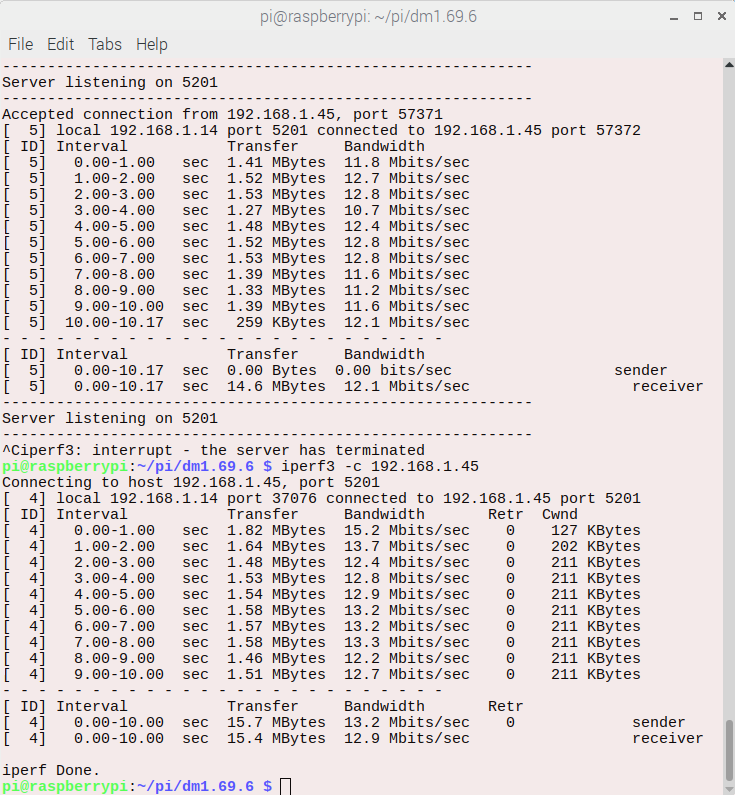 pi@raspberrypi: ~/pi/dm1.69.6
File Edit Tabs Help
-----------------------------------------------------------
Server listening on 5201
-----------------------------------------------------------
Accepted connection from 192.168.1.45, port 57371
[  5] local 192.168.1.14 port 5201 connected to 192.168.1.45 port 57372
[ ID] Interval           Transfer     Bandwidth
[  5]   0.00-1.00   sec  1.41 MBytes  11.8 Mbits/sec
[  5]   1.00-2.00   sec  1.52 MBytes  12.7 Mbits/sec
[  5]   2.00-3.00   sec  1.53 MBytes  12.8 Mbits/sec
[  5]   3.00-4.00   sec  1.27 MBytes  10.7 Mbits/sec
[  5]   4.00-5.00   sec  1.48 MBytes  12.4 Mbits/sec
[  5]   5.00-6.00   sec  1.52 MBytes  12.8 Mbits/sec
[  5]   6.00-7.00   sec  1.53 MBytes  12.8 Mbits/sec
[  5]   7.00-8.00   sec  1.39 MBytes  11.6 Mbits/sec
[  5]   8.00-9.00   sec  1.33 MBytes  11.2 Mbits/sec
[  5]   9.00-10.00  sec  1.39 MBytes  11.6 Mbits/sec
[  5]  10.00-10.17  sec   259 KBytes  12.1 Mbits/sec
- - - - - - - - - - - - - - - - - - - - - - - - -
[ ID] Interval           Transfer     Bandwidth
[  5]   0.00-10.17  sec  0.00 Bytes  0.00 bits/sec                  sender
[  5]   0.00-10.17  sec  14.6 MBytes  12.1 Mbits/sec                  receiver
-----------------------------------------------------------
Server listening on 5201
-----------------------------------------------------------
^Ciperf3: interrupt - the server has terminated
pi@raspberrypi:~/pi/dm1.69.6 $ iperf3 -c 192.168.1.45
Connecting to host 192.168.1.45, port 5201
[  4] local 192.168.1.14 port 37076 connected to 192.168.1.45 port 5201
[ ID] Interval           Transfer     Bandwidth       Retr  Cwnd
[  4]   0.00-1.00   sec  1.82 MBytes  15.2 Mbits/sec    0    127 KBytes
[  4]   1.00-2.00   sec  1.64 MBytes  13.7 Mbits/sec    0    202 KBytes
[  4]   2.00-3.00   sec  1.48 MBytes  12.4 Mbits/sec    0    211 KBytes
[  4]   3.00-4.00   sec  1.53 MBytes  12.8 Mbits/sec    0    211 KBytes
[  4]   4.00-5.00   sec  1.54 MBytes  12.9 Mbits/sec    0    211 KBytes
[  4]   5.00-6.00   sec  1.58 MBytes  13.2 Mbits/sec    0    211 KBytes
[  4]   6.00-7.00   sec  1.57 MBytes  13.2 Mbits/sec    0    211 KBytes
[  4]   7.00-8.00   sec  1.58 MBytes  13.3 Mbits/sec    0    211 KBytes
[  4]   8.00-9.00   sec  1.46 MBytes  12.2 Mbits/sec    0    211 KBytes
[  4]   9.00-10.00  sec  1.51 MBytes  12.7 Mbits/sec    0    211 KBytes
- - - - - - - - - - - - - - - - - - - - - - - - -
[ ID] Interval           Transfer     Bandwidth       Retr
[  4]   0.00-10.00  sec  15.7 MBytes  13.2 Mbits/sec    0             sender
[  4]   0.00-10.00  sec  15.4 MBytes  12.9 Mbits/sec                  receiver

iperf Done.
pi@raspberrypi:~/pi/dm1.69.6 $